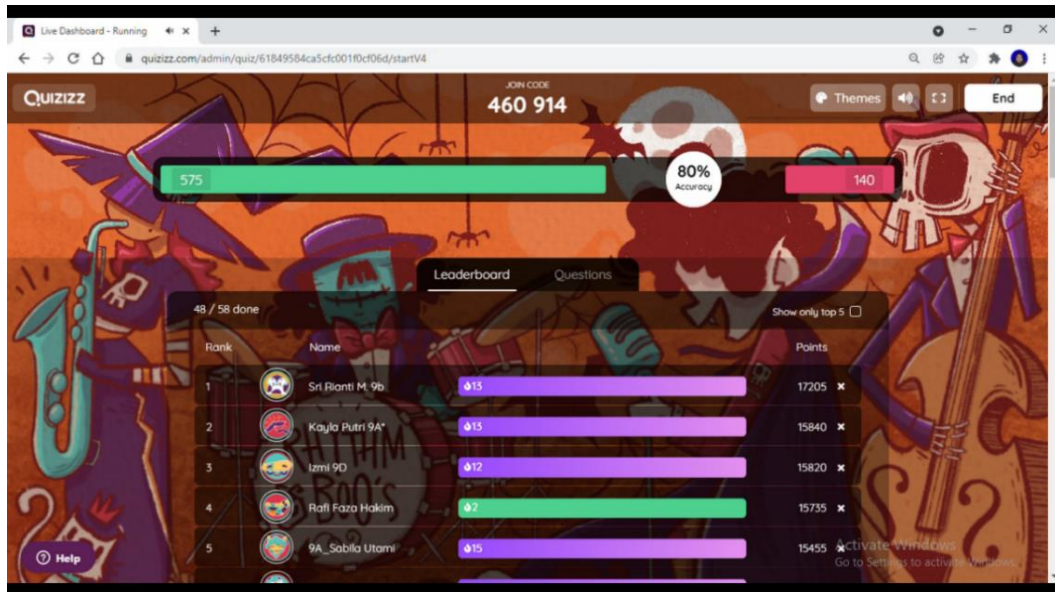 Live Dashboard - Running
quizizz.com/admin/quiz/61849584ca5cfc001f0cf06d/startV4
QUIZIZZ
JOIN CODE
460 914
Themes
End
575
80%
Accuracy
140
Leaderboard Questions
48 / 58 done
Show only top 5
Rank Name Points
1 Sri Rianti M, 9b 13 17205
2 Kayla Putri 9A* 13 15840
3 Izmi 9D 12 15820
4 Rafi Faza Hakim 2 15735
5 9A_Sabila Utami 15 15455
RHYTHM
BOO'S
Help
Activate Windows
Go to Settings to activate Windows.